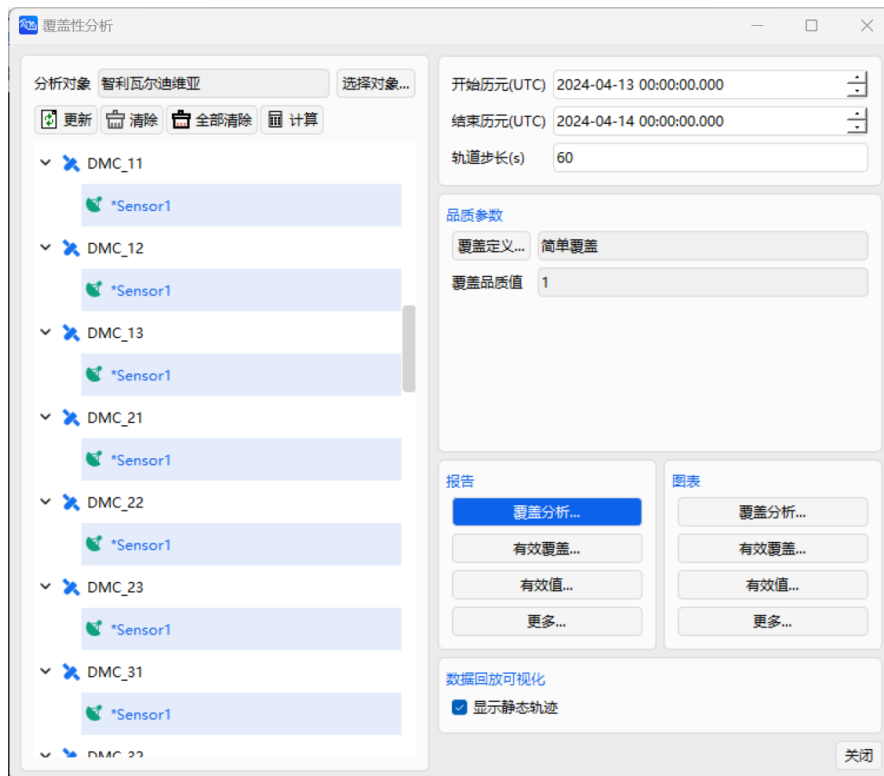 覆盖性分析
分析对象 智利瓦尔迪维亚 选择对象...
更新 清除 全部清除 计算
DMC_11
*Sensor1
DMC_12
*Sensor1
DMC_13
*Sensor1
DMC_21
*Sensor1
DMC_22
*Sensor1
DMC_23
*Sensor1
DMC_31
*Sensor1
DMC_32
开始历元(UTC) 2024-04-13 00:00:00.000
结束历元(UTC) 2024-04-14 00:00:00.000
轨道步长(s) 60
品质参数
覆盖定义... 简单覆盖
覆盖品质值 1
报告
覆盖分析...
有效覆盖...
有效值...
更多...
图表
覆盖分析...
有效覆盖...
有效值...
更多...
数据回放可视化
显示静态轨迹
关闭